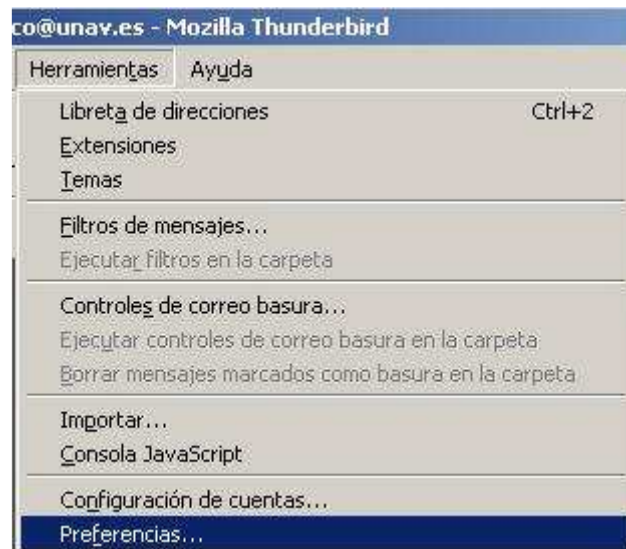 co@unav.es - Mozilla Thunderbird
Herramientas Ayuda
Libreta de direcciones Ctrl+2
Extensiones
Temas
Filtros de mensajes...
Ejecutar filtros en la carpeta
Controles de correo basura...
Ejecutar controles de correo basura en la carpeta
Borrar mensajes marcados como basura en la carpeta
Importar...
Consola JavaScript
Configuración de cuentas...
Preferencias...